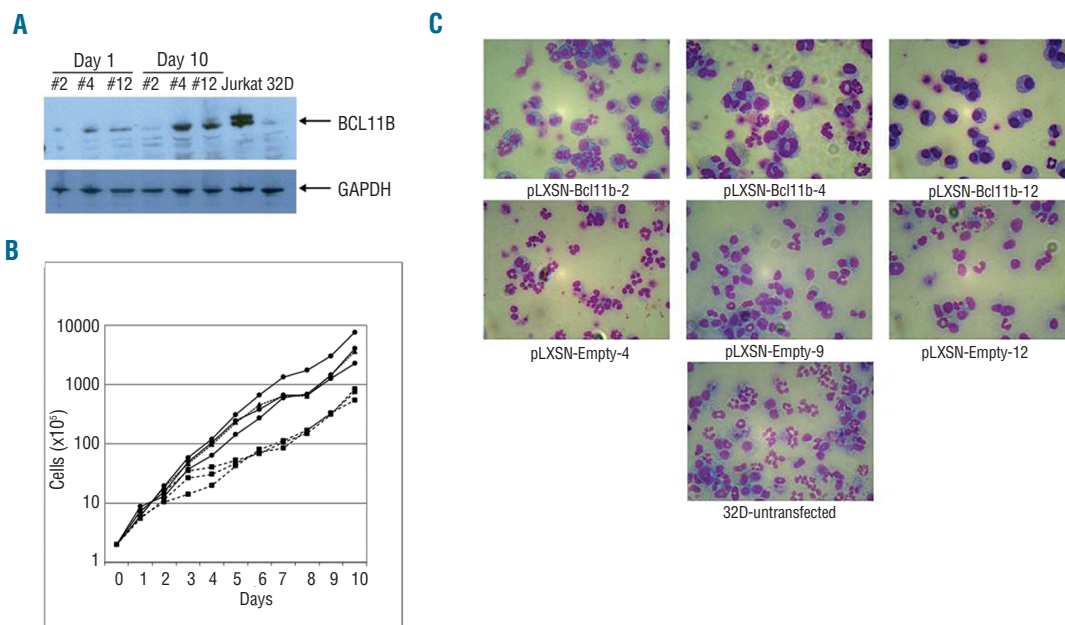 A
Day 1 Day 10
#2 #4 #12 #2 #4 #12 Jurkat 32D
BCL11B
GAPDH
B
10000
1000
100
10
1
Cells (x10⁵)
0 1 2 3 4 5 6 7 8 9 10
Days
C
pLXSN-Bcl11b-2 pLXSN-Bcl11b-4 pLXSN-Bcl11b-12
pLXSN-Empty-4 pLXSN-Empty-9 pLXSN-Empty-12
32D-untransfected